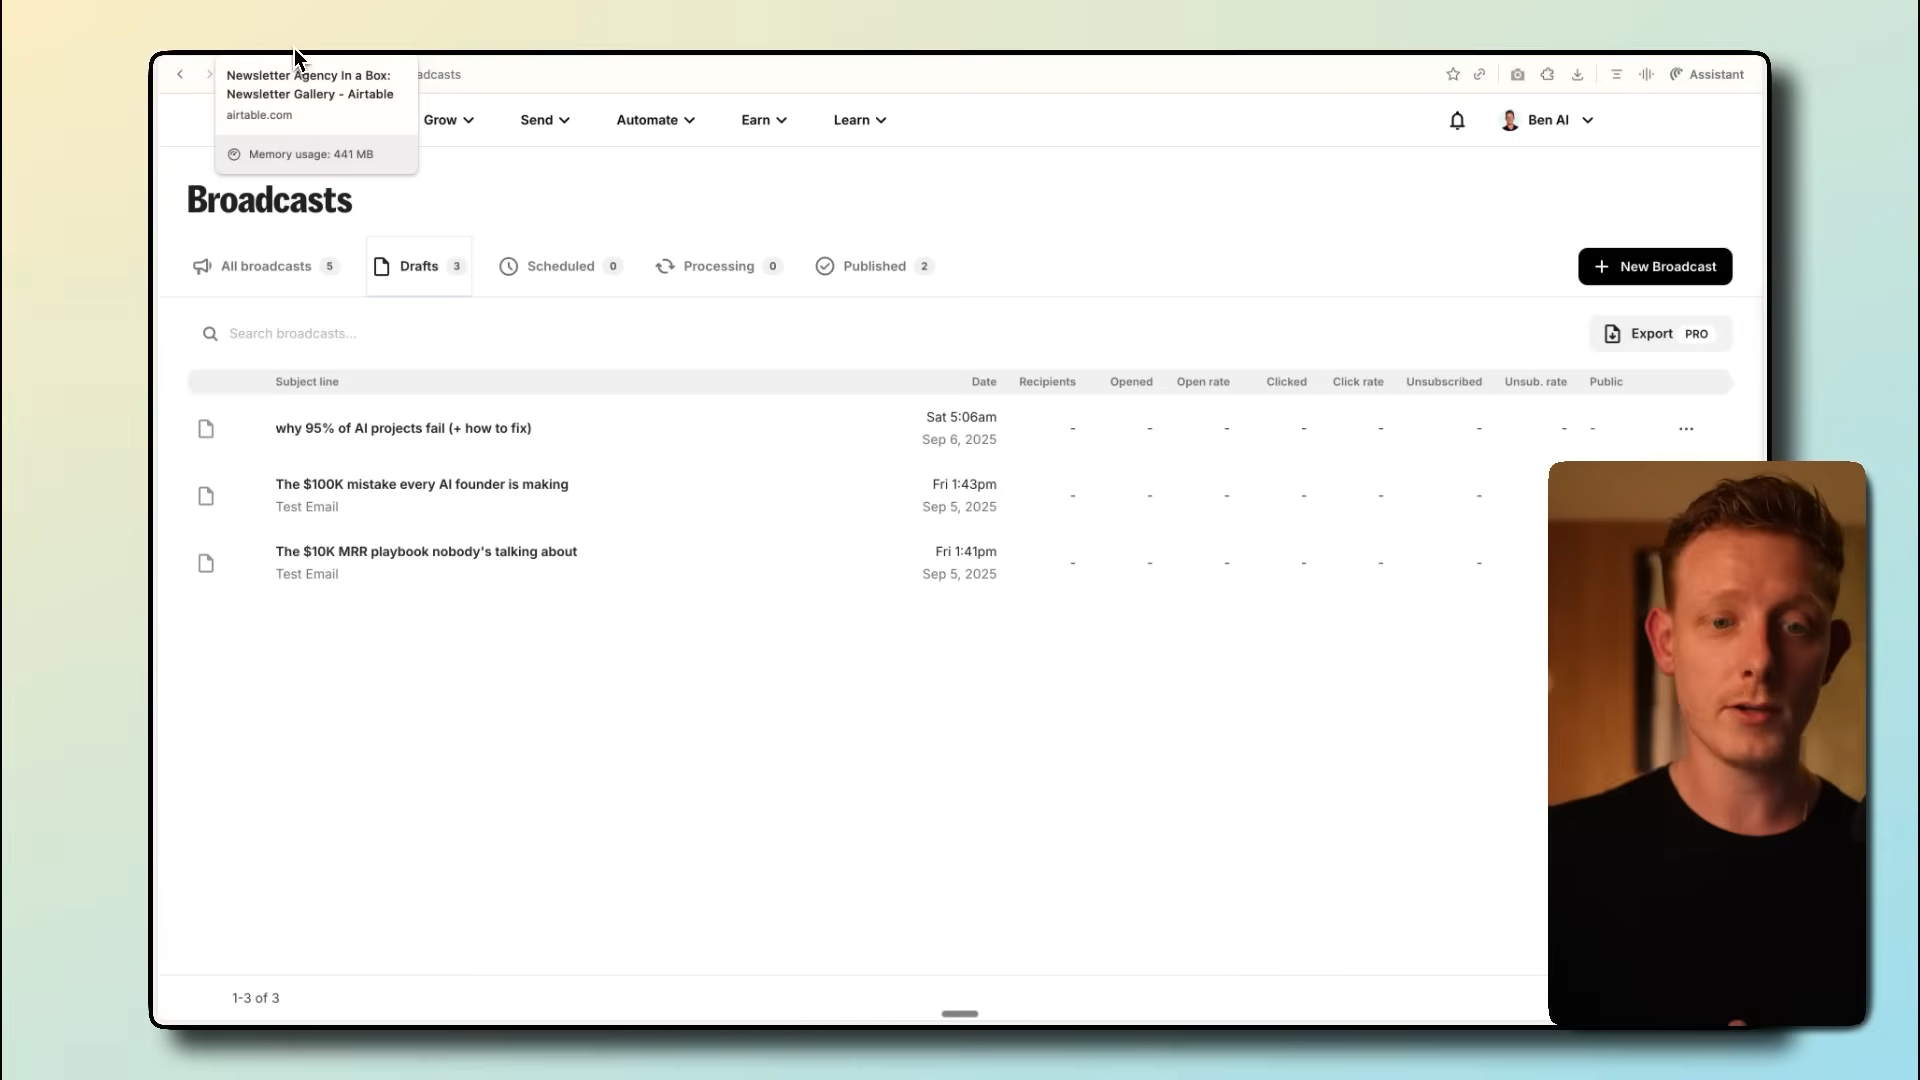 Newsletter Agency In a Box:
Newsletter Gallery - Airtable
airtable.com
Memory usage: 441 MB
adcasts
Assistant
Grow
Send
Automate
Earn
Learn
Ben AI
Broadcasts
All broadcasts 5
Drafts 3
Scheduled 0
Processing 0
Published 2
+ New Broadcast
Search broadcasts...
Export PRO
Subject line Date Recipients Opened Open rate Clicked Click rate Unsubscribed Unsub. rate Public
why 95% of AI projects fail (+ how to fix) Sat 5:06am - - - - - - - -
Sep 6, 2025
The $100K mistake every AI founder is making Fri 1:43pm - - - - - -
Test Email Sep 5, 2025
The $10K MRR playbook nobody's talking about Fri 1:41pm - - - - - -
Test Email Sep 5, 2025
1-3 of 3